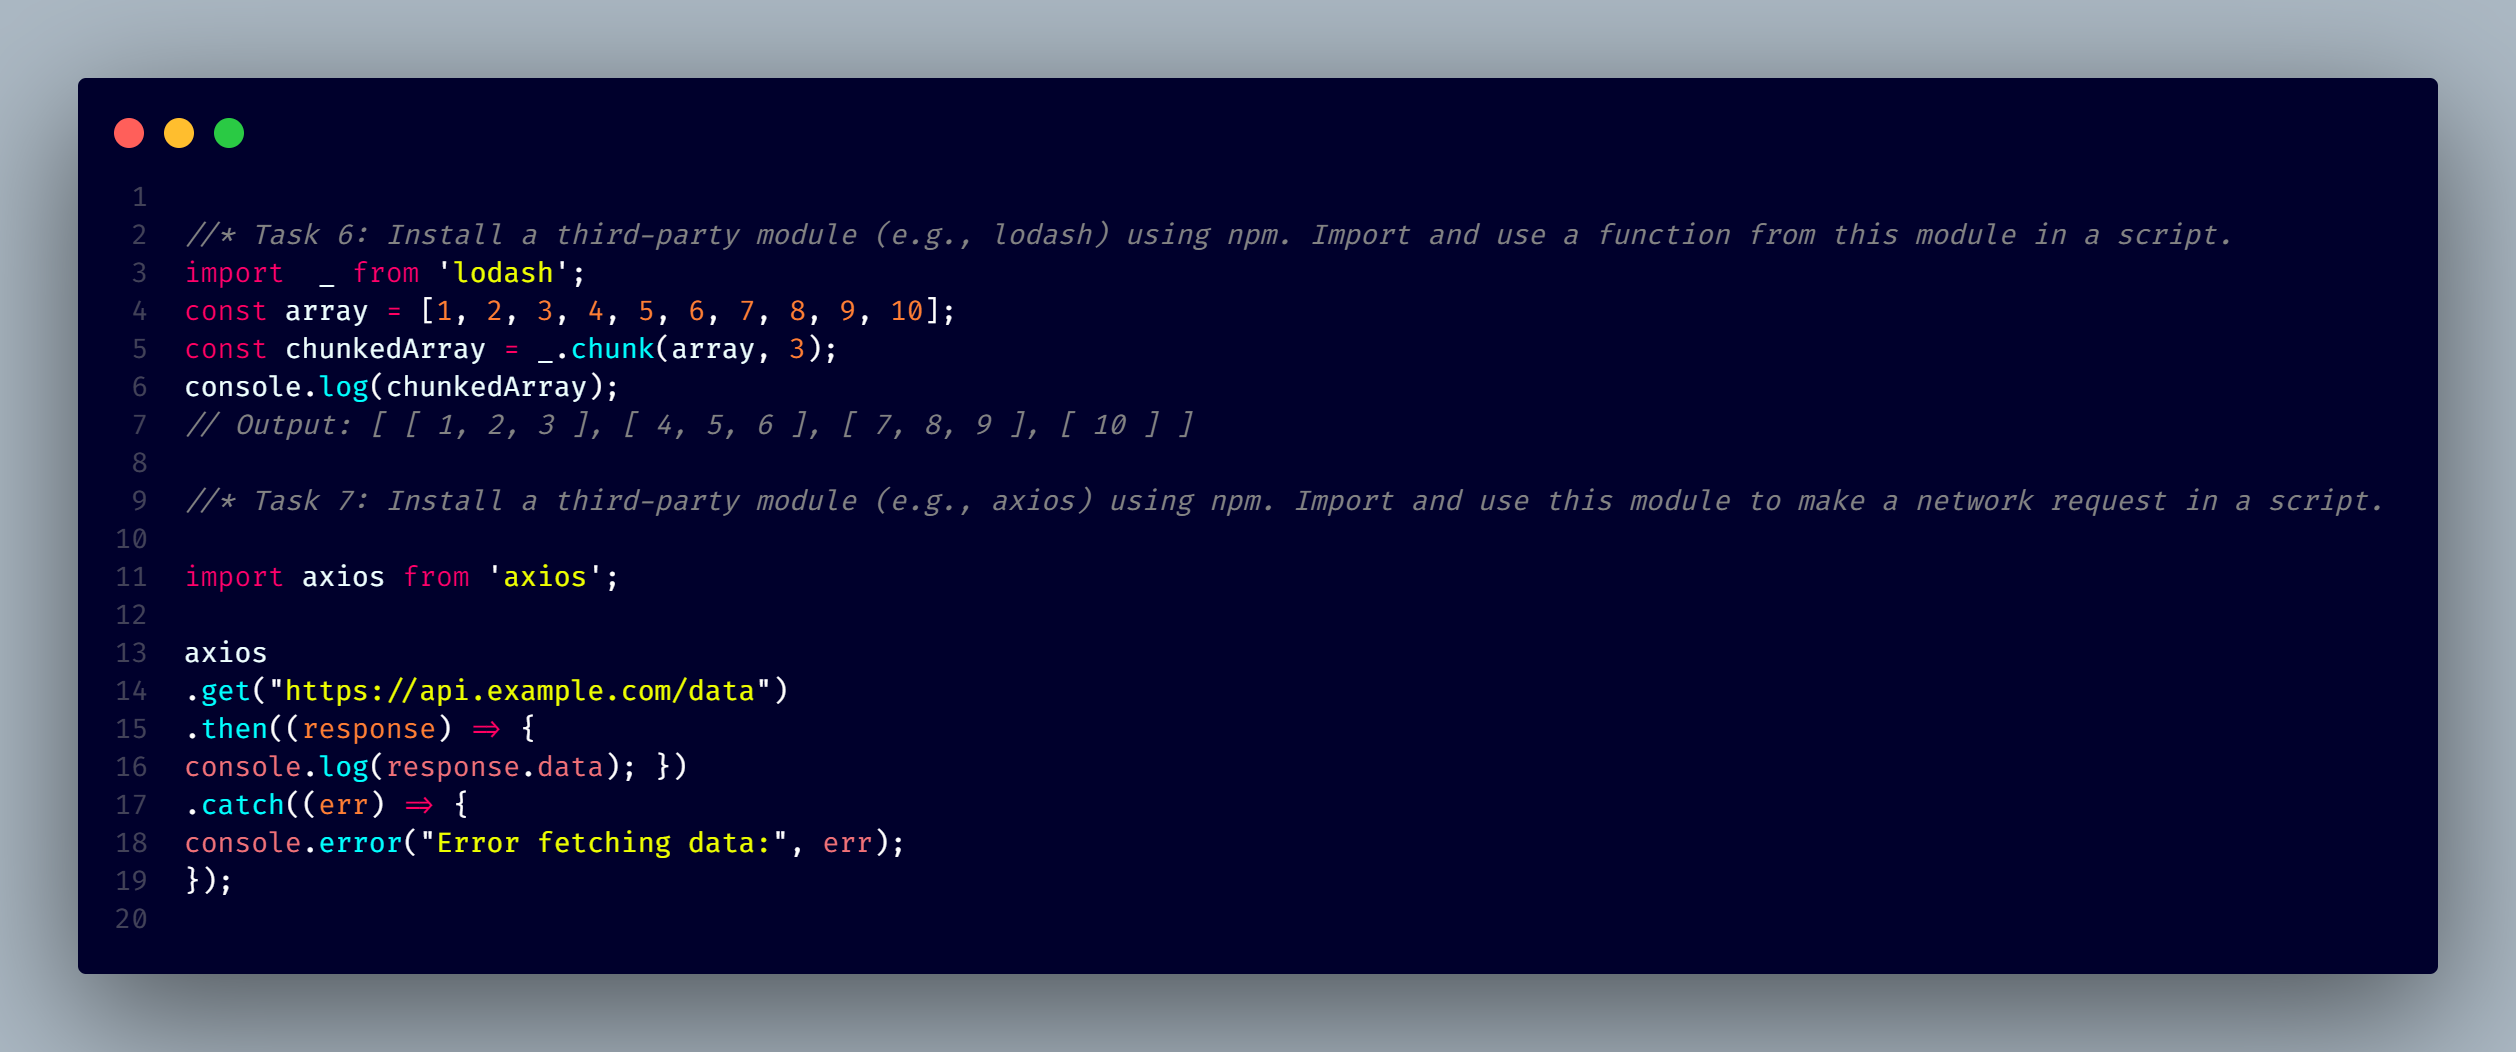 1
2 //* Task 6: Install a third-party module (e.g., lodash) using npm. Import and use a function from this module in a script.
3 import  _ from 'lodash';
4 const array = [1, 2, 3, 4, 5, 6, 7, 8, 9, 10];
5 const chunkedArray = _.chunk(array, 3);
6 console.log(chunkedArray);
7 // Output: [ [ 1, 2, 3 ], [ 4, 5, 6 ], [ 7, 8, 9 ], [ 10 ] ]
8
9 //* Task 7: Install a third-party module (e.g., axios) using npm. Import and use this module to make a network request in a script.
10
11 import axios from 'axios';
12
13 axios
14 .get("https://api.example.com/data")
15 .then((response) => {
16 console.log(response.data); })
17 .catch((err) => {
18 console.error("Error fetching data:", err);
19 });
20